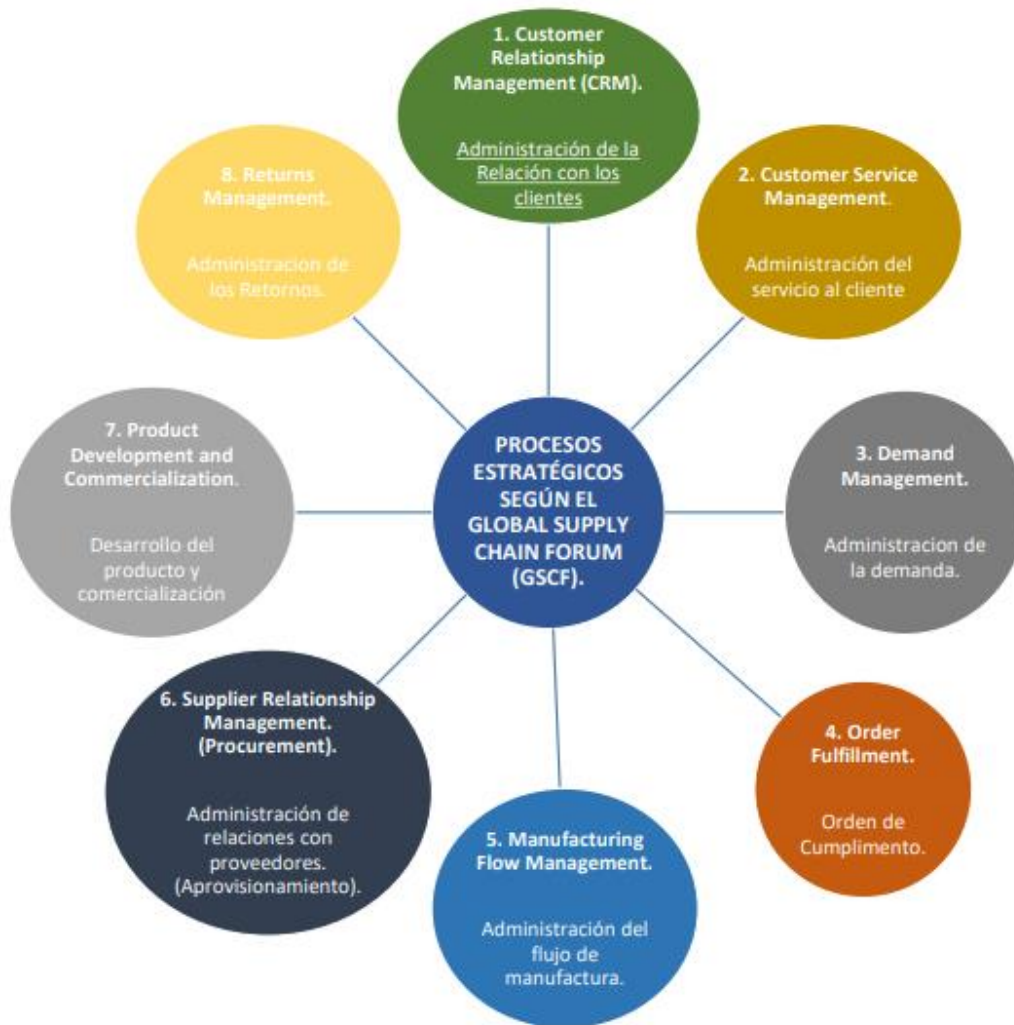 1. Customer
Relationship
Management (CRM).
Administración de la
Relación con los
clientes
2. Customer Service
Management.
Administración del
servicio al cliente
3. Demand
Management.
Administracion de
la demanda.
4. Order
Fulfillment.
Orden de
Cumplimento.
5. Manufacturing
Flow Management.
Administración del
flujo de
manufactura.
6. Supplier Relationship
Management.
(Procurement).
Administración de
relaciones con
proveedores.
(Aprovisionamiento).
7. Product
Development and
Commercialization.
Desarrollo del
producto y
comercialización
8. Returns
Management.
Administracion de
los Retornos.
PROCESOS
ESTRATÉGICOS
SEGÚN EL
GLOBAL SUPPLY
CHAIN FORUM
(GSCF).